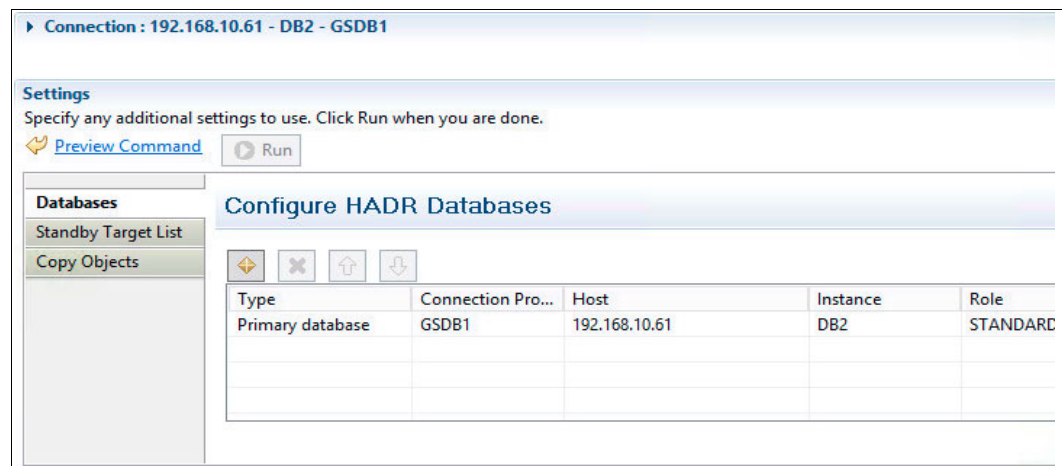 Connection : 192.168.10.61 - DB2 - GSDB1
Settings
Specify any additional settings to use. Click Run when you are done.
Preview Command Run
Databases
Standby Target List
Copy Objects
Configure HADR Databases
Type Connection Pro... Host Instance Role
Primary database GSDB1 192.168.10.61 DB2 STANDARD